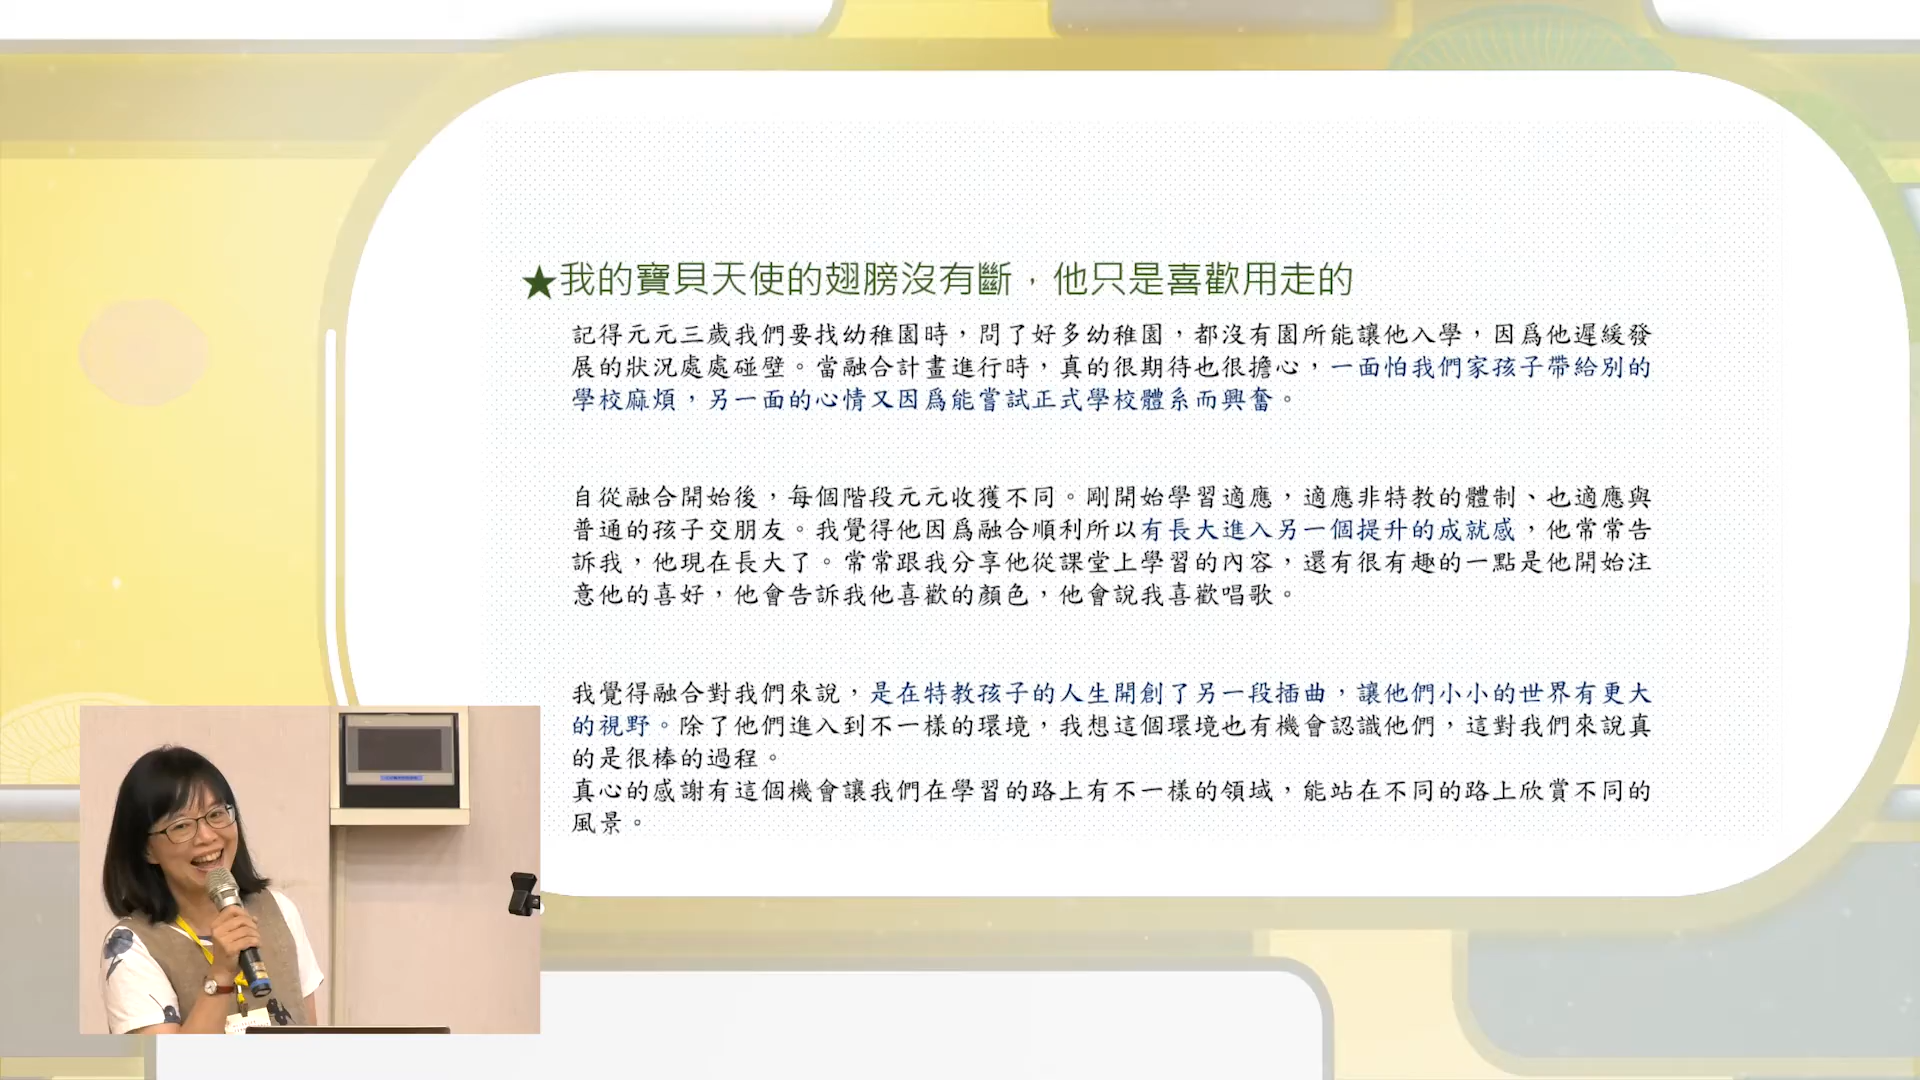 ★我的寶貝天使的翅膀沒有斷，他只是喜歡用走的
記得元元三歲我們要找幼稚園時，問了好多幼稚園，都沒有園所能讓他入學，因爲他遲緩發
展的狀況處處碰壁。當融合計畫進行時，真的很期待也很擔心，一面怕我們家孩子帶給別的
學校麻煩，另一面的心情又因爲能嘗試正式學校體系而興奮。
自從融合開始後，每個階段元元收獲不同。剛開始學習適應，適應非特教的體制、也適應與
普通的孩子交朋友。我覺得他因爲融合順利所以有長大進入另一個提升的成就感，他常常告
訴我，他現在長大了。常常跟我分享他從課堂上學習的內容，還有很有趣的一點是他開始注
意他的喜好，他會告訴我他喜歡的顏色，他會說我喜歡唱歌。
我覺得融合對我們來說，是在特教孩子的人生開創了另一段插曲，讓他們小小的世界有更大
的視野。除了他們進入到不一樣的環境，我想這個環境也有機會認識他們，這對我們來說真
的是很棒的過程。
真心的感謝有這個機會讓我們在學習的路上有不一樣的領域，能站在不同的路上欣賞不同的
風景。